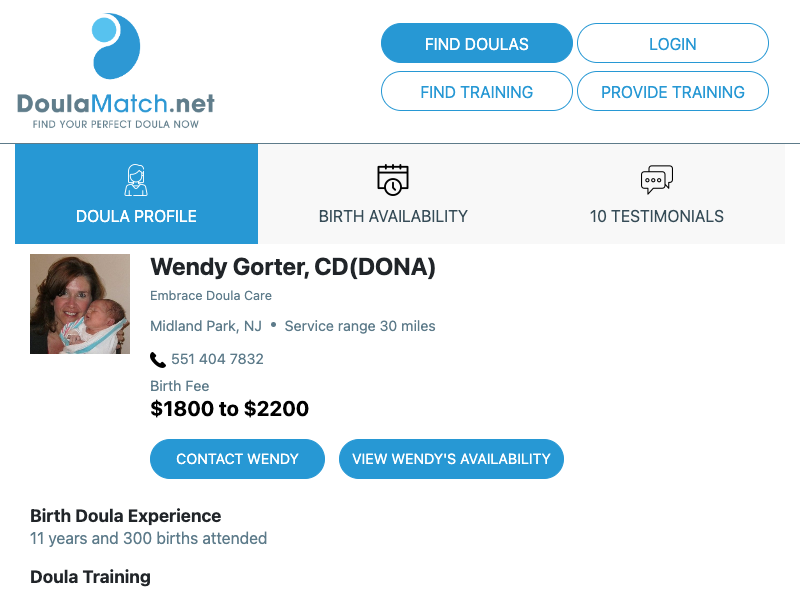 DoulaMatch.net
FIND YOUR PERFECT DOULA NOW
FIND DOULAS
LOGIN
FIND TRAINING
PROVIDE TRAINING
DOULA PROFILE
BIRTH AVAILABILITY
10 TESTIMONIALS
Wendy Gorter, CD(DONA)
Embrace Doula Care
Midland Park, NJ • Service range 30 miles
551 404 7832
Birth Fee
$1800 to $2200
CONTACT WENDY
VIEW WENDY'S AVAILABILITY
Birth Doula Experience
11 years and 300 births attended
Doula Training